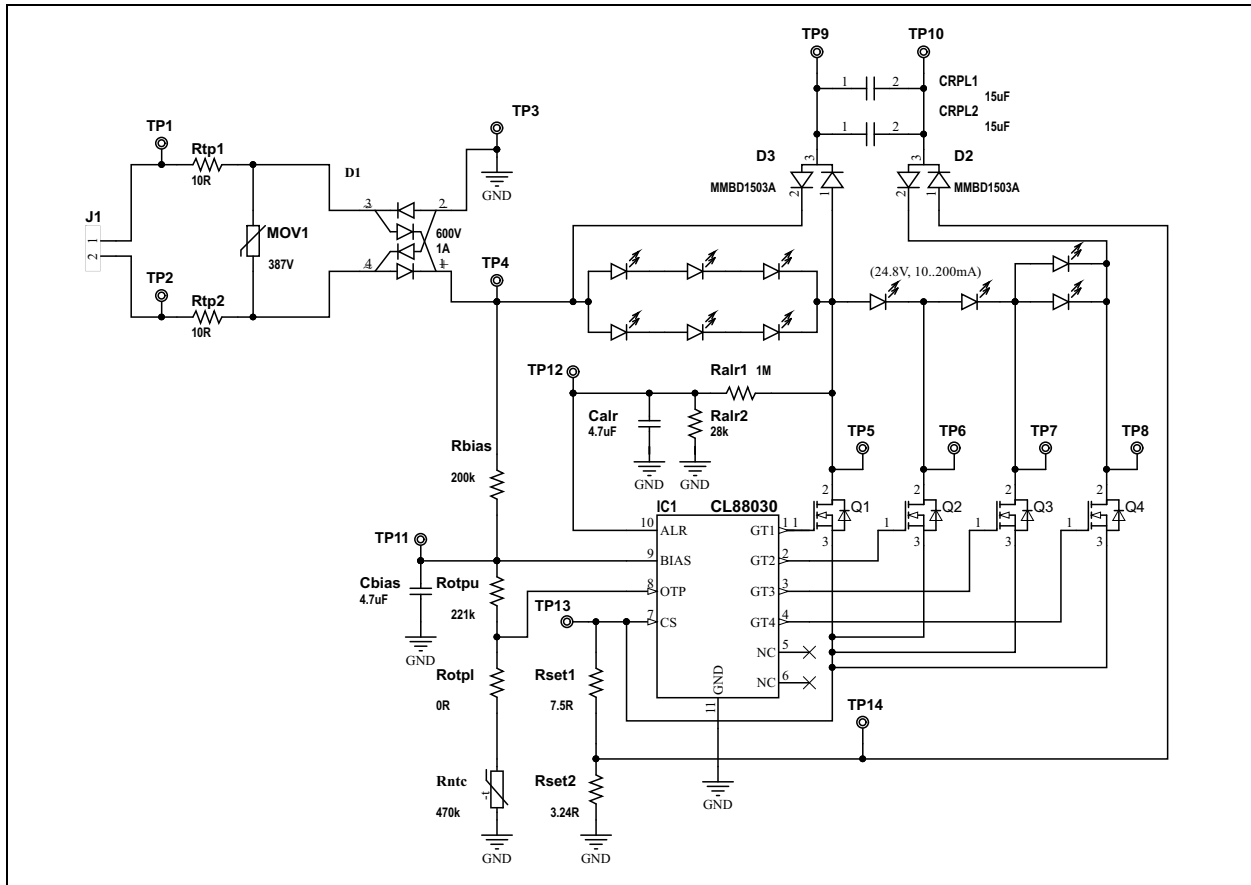 TP9
TP10
1
2
CRPL1
15uF
CRPL2
1
2
15uF
TP3
TP1
Rtp1
10R
D1
GND
D3
3
3
D2
MMBD1503A
2
1
2
1
MMBD1503A
J1
1
2
MOV1
387V
3
2
600V
1A
4
1
TP2
TP4
Rtp2
10R
(24.8V, 10..200mA)
TP12
Ralr1
1M
Calr
4.7uF
Ralr2
28k
GND
GND
Rbias
200k
TP5
TP6
TP7
TP8
2
2
2
2
Q1
Q2
Q3
Q4
1
1
1
1
3
3
3
3
IC1
CL88030
10
ALR
GT1
1
9
BIAS
GT2
2
8
OTP
GT3
3
7
CS
GT4
4
NC
5
NC
6
GND
11
TP11
Cbias
4.7uF
GND
Rotpu
221k
TP13
Rotpl
0R
Rset1
7.5R
TP14
Rntc
470k
-t
GND
Rset2
3.24R
GND
GND